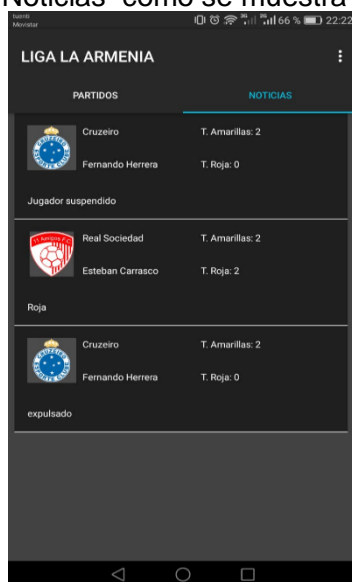 Noticias" como se muestra
tuenti
Movistar
66 % 22:22
LIGA LA ARMENIA
PARTIDOS NOTICIAS
Cruzeiro T. Amarillas: 2
Fernando Herrera T. Roja: 0
Jugador suspendido
Real Sociedad T. Amarillas: 2
Esteban Carrasco T. Roja: 2
Roja
Cruzeiro T. Amarillas: 2
Fernando Herrera T. Roja: 0
expulsado